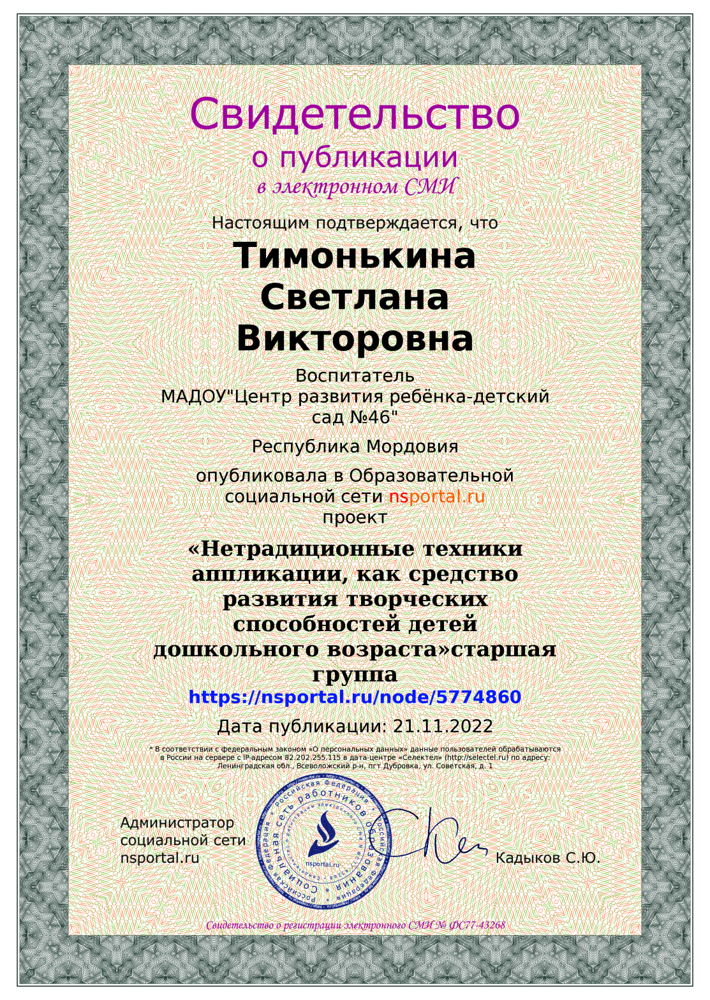 Свидетельство
о публикации
в электронном СМИ
Настоящим подтверждается, что
Тимонькина
Светлана
Викторовна
Воспитатель
МАДОУ"Центр развития ребёнка-детский
сад №46"
Республика Мордовия
опубликовала в Образовательной
социальной сети nsportal.ru
проект
«Нетрадиционные техники
аппликации, как средство
развития творческих
способностей детей
дошкольного возраста»старшая
группа
https://nsportal.ru/node/5774860
Дата публикации: 21.11.2022
* В соответствии с федеральным законом «О персональных данных» данные пользователей обрабатываются
в России на сервере с IP-адресом 82.202.255.115 в дата-центре «Селектел» (http://selectel.ru) по адресу:
Ленинградская обл., Всеволожский р-н, пгт Дубровка, ул. Советская, д. 1
Администратор
социальной сети
nsportal.ru
Российская Федерация * Российская Федерация * Российская Федерация *
Социальная сеть работников образования *
nsportal.ru
Кадыков С.Ю.
Свидетельство о регистрации электронного СМИ № ФС77-43268